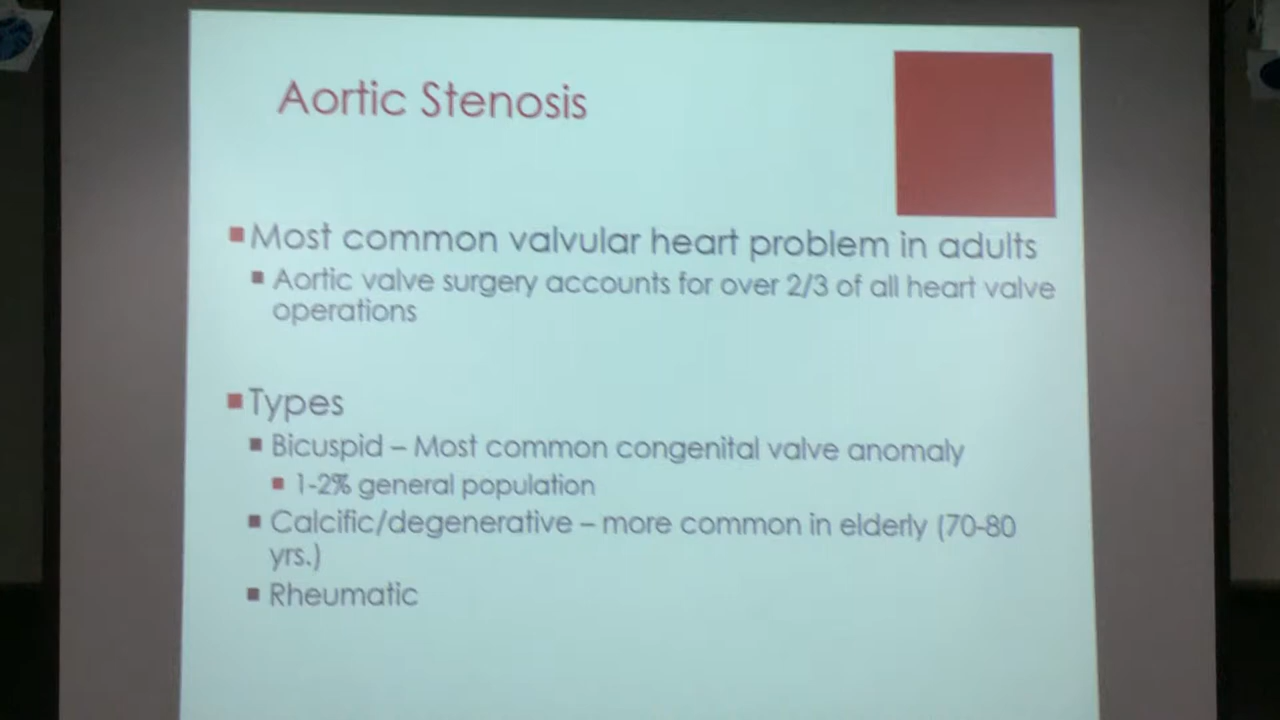 Aortic Stenosis
Most common valvular heart problem in adults
Aortic valve surgery accounts for over 2/3 of all heart valve
operations
Types
Bicuspid – Most common congenital valve anomaly
1-2% general population
Calcific/degenerative – more common in elderly (70-80
yrs.)
Rheumatic